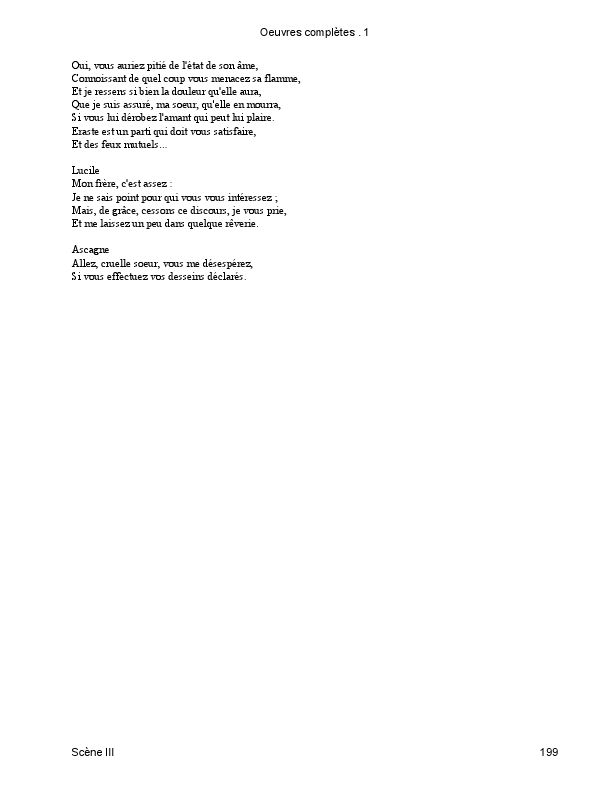 Oeuvres complètes . 1
Oui, vous auriez pitié de l'état de son âme,
Connoissant de quel coup vous menacez sa flamme,
Et je ressens si bien la douleur qu'elle aura,
Que je suis assuré, ma soeur, qu'elle en mourra,
Si vous lui dérobez l'amant qui peut lui plaire.
Eraste est un parti qui doit vous satisfaire,
Et des feux mutuels...
Lucile
Mon frère, c'est assez :
Je ne sais point pour qui vous vous intéressez ;
Mais, de grâce, cessons ce discours, je vous prie,
Et me laissez un peu dans quelque rêverie.
Ascagne
Allez, cruelle soeur, vous me désespérez,
Si vous effectuez vos desseins déclarés.
Scène III 199